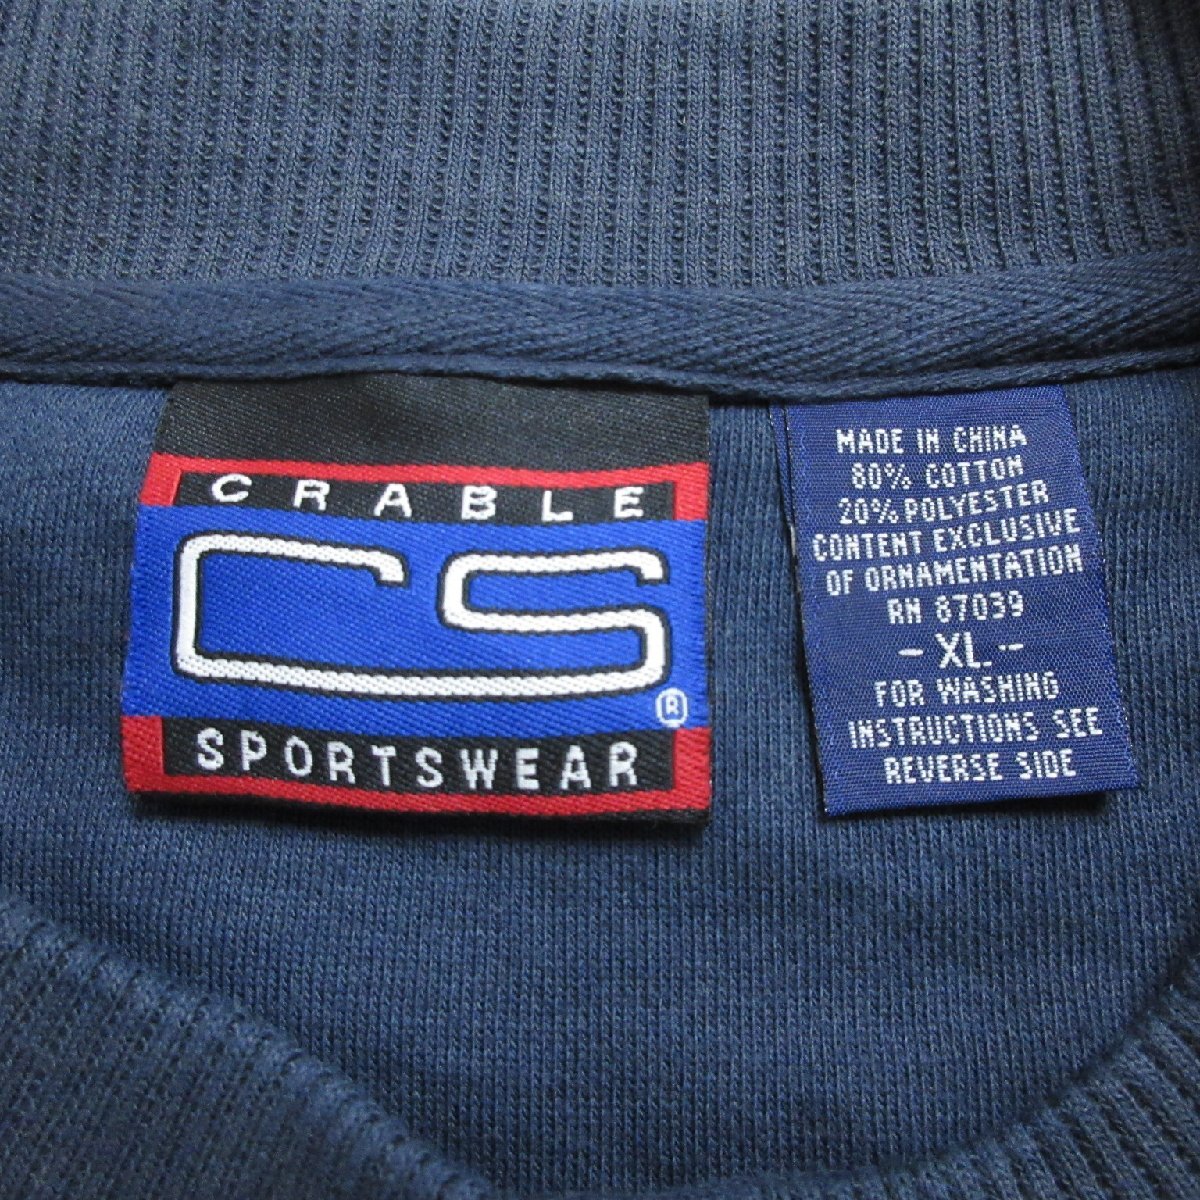 CRABLE
CS®
SPORTSWEAR
MADE IN CHINA
80% COTTON
20% POLYESTER
CONTENT EXCLUSIVE
OF ORNAMENTATION
RN 87039
- XL -
FOR WASHING
INSTRUCTIONS SEE
REVERSE SIDE